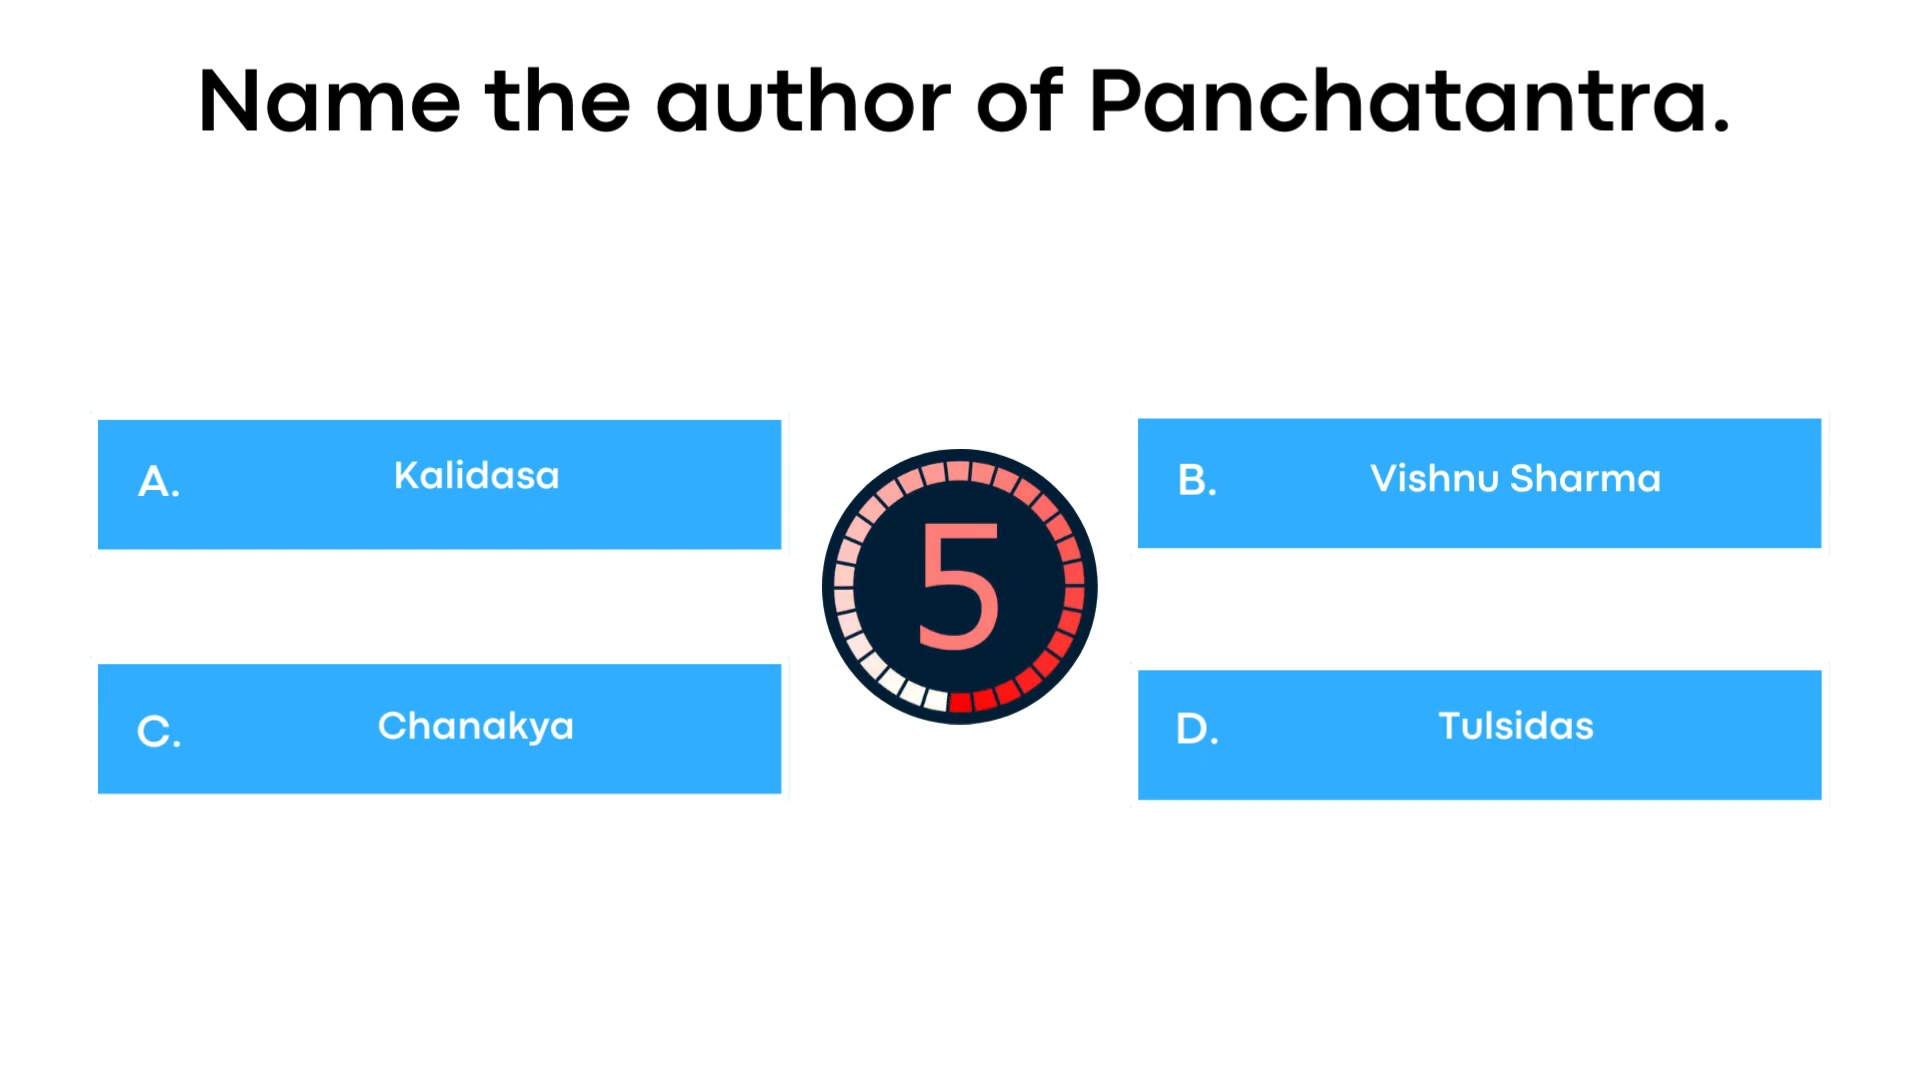 Name the author of Panchatantra.
A. Kalidasa
B. Vishnu Sharma
5
C. Chanakya
D. Tulsidas